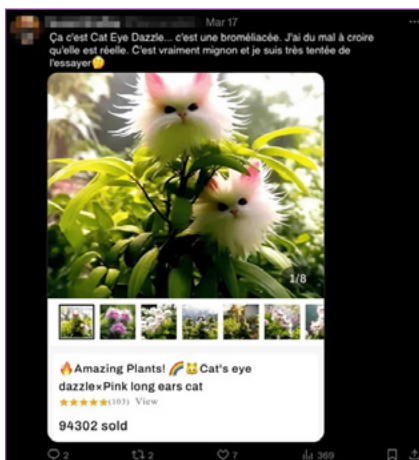 Mar 17
Ça c'est Cat Eye Dazzle... c'est une broméliacée. J'ai du mal à croire
qu'elle est réelle. C'est vraiment mignon et je suis très tentée de
l'essayer🤔
1/8
🔥Amazing Plants! 🌈🐱Cat's eye
dazzle×Pink long ears cat
★★★★★(103) View
94302 sold
2 2 7 369